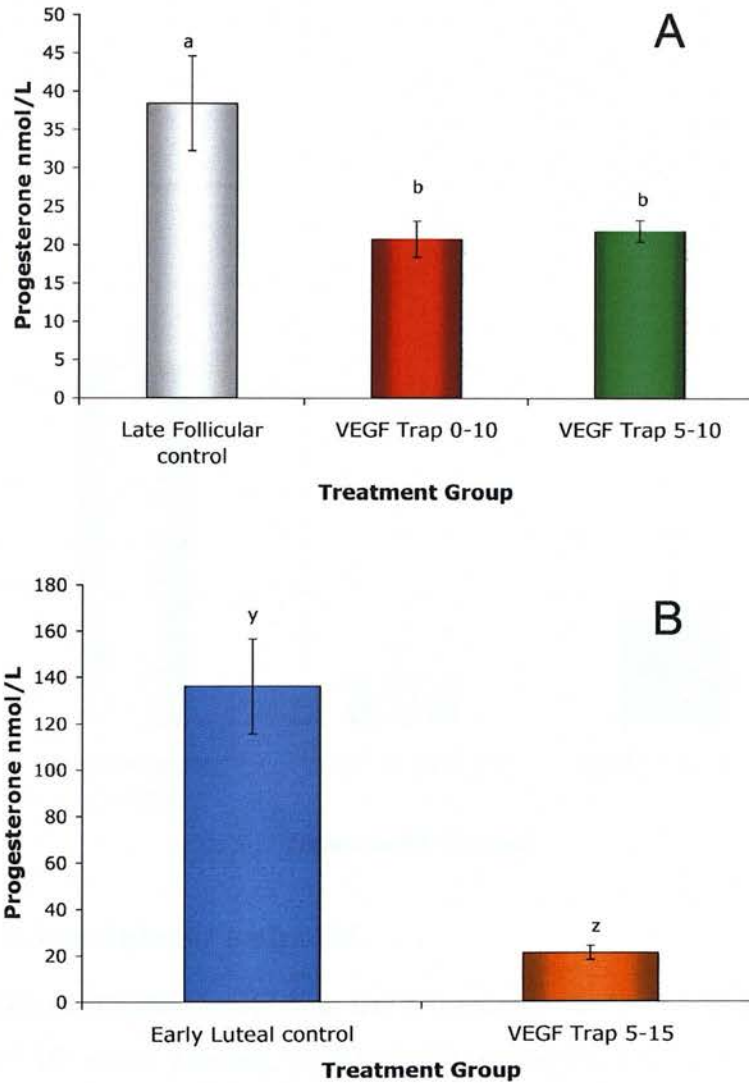 50
45
40
35
30
25
20
15
10
5
0
Progesterone nmol/L
a
b
b
A
Late Follicular
control
VEGF Trap 0-10
VEGF Trap 5-10
Treatment Group
180
160
140
120
100
80
60
40
20
0
Progesterone nmol/L
y
z
B
Early Luteal control
VEGF Trap 5-15
Treatment Group